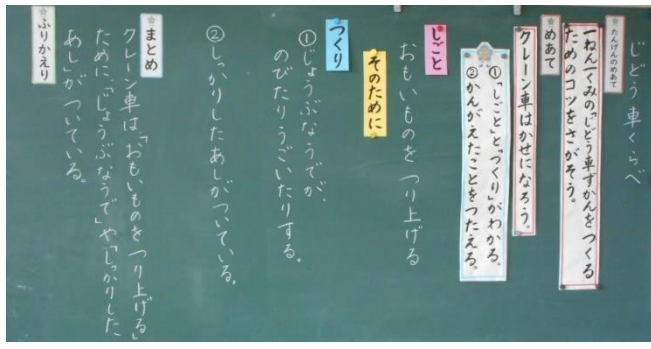 じどう車くらべ
たんげんのめあて
一ねん一くみの「じどう車ずかんをつくる
ためのコツをさがそう。
めあて
クレーン車はかせになろう。
①「しごと」と「つくり」がわかる。
②かんがえたことをつたえる。
しごと
おもいものを つり上げる
そのために
つくり
①じょうぶなうでが、
のびたりうごいたりする。
②しっかりしたあしがついている。
まとめ
クレーン車は、「おもいものをつり上げる」
ために、「じょうぶなうで」や、「しっかりした
あし」がついている。
ふりかえり